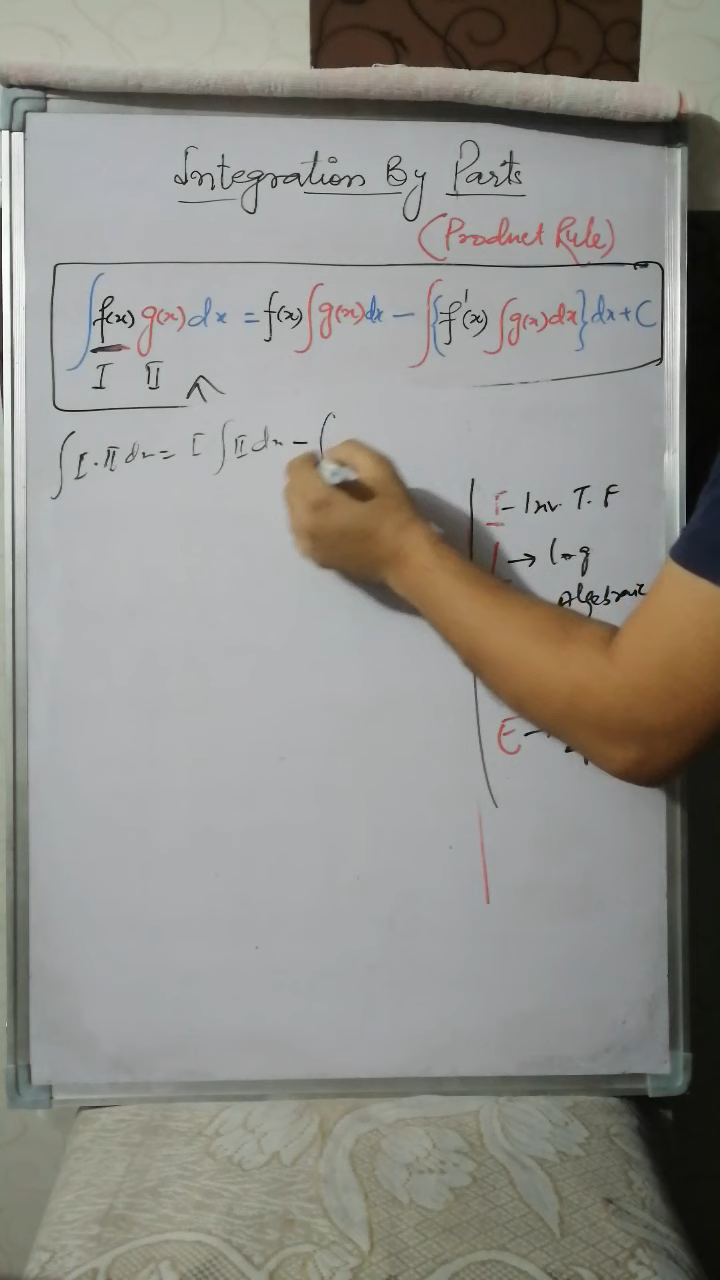 Integration By Parts
(Product Rule)
∫f(x) g(x) dx = f(x)∫g(x)dx - ∫{f'(x) ∫g(x)dx}dx + C
I II
∫I·II dx = I ∫II dx - ∫
I - Inv. T. F
→ log
Algebraic
E